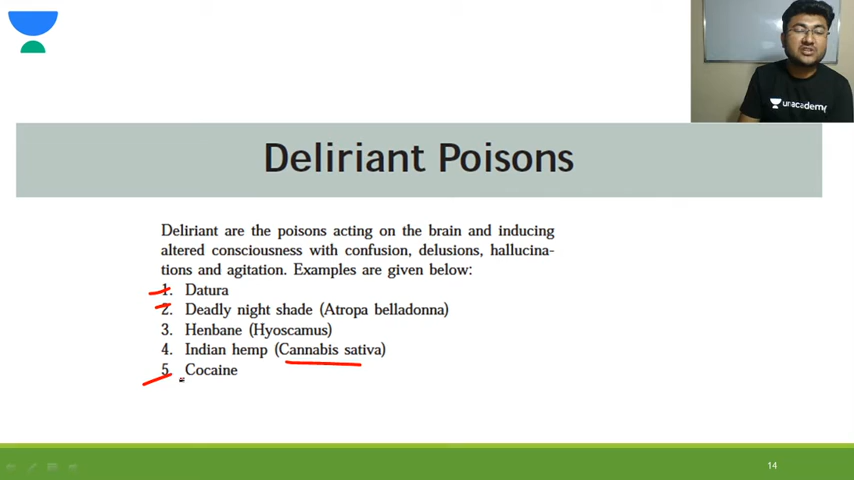 unacademy
Deliriant Poisons
Deliriant are the poisons acting on the brain and inducing
altered consciousness with confusion, delusions, hallucina-
tions and agitation. Examples are given below:
1. Datura
2. Deadly night shade (Atropa belladonna)
3. Henbane (Hyoscamus)
4. Indian hemp (Cannabis sativa)
5. Cocaine
14